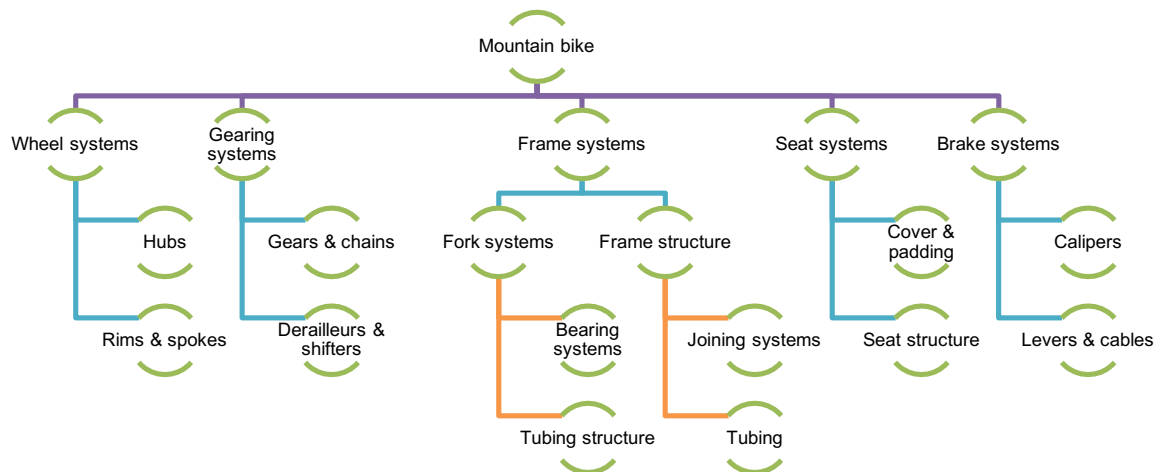 Mountain bike
Wheel systems
Gearing
systems
Frame systems
Seat systems
Brake systems
Hubs
Gears & chains
Fork systems
Frame structure
Cover &
padding
Calipers
Rims & spokes
Derailleurs &
shifters
Bearing
systems
Joining systems
Seat structure
Levers & cables
Tubing structure
Tubing